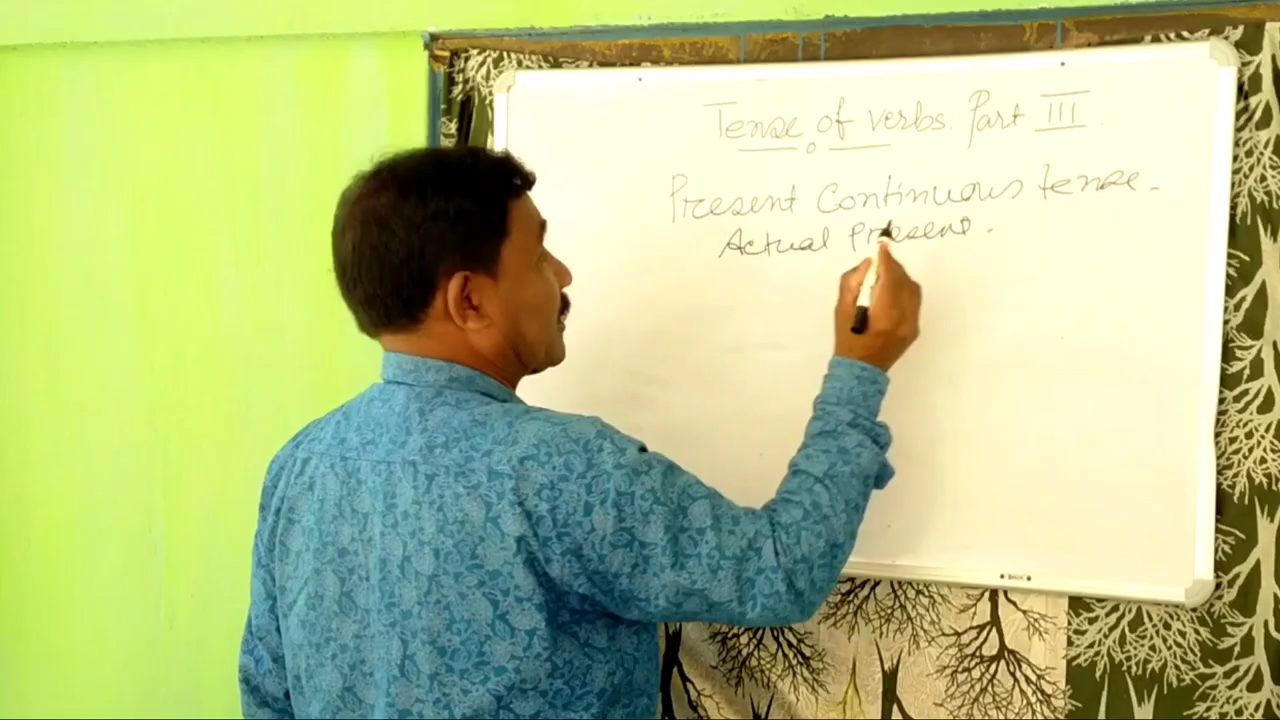 Tense of verbs. Part III
Present Continuous tense.
Actual Present.